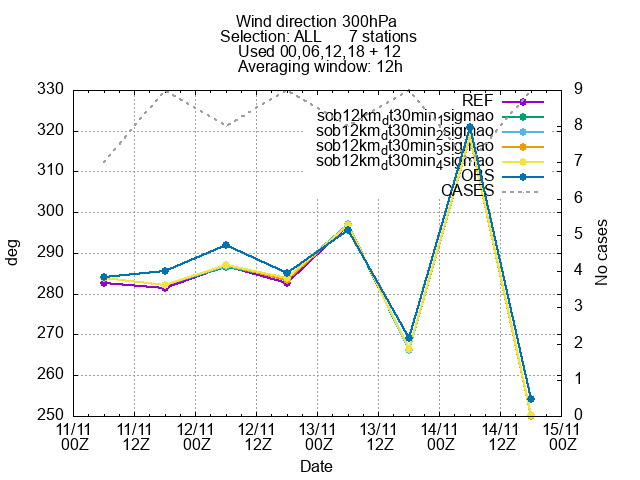 Wind direction 300hPa
Selection: ALL 7 stations
Used 00,06,12,18 + 12
Averaging window: 12h
330
320
310
300
290
280
270
260
250
deg
9
8
7
6
5
4
3
2
1
0
No cases
REF
sob12km_dt30min_1sigmao
sob12km_dt30min_2sigmao
sob12km_dt30min_3sigmao
sob12km_dt30min_4sigmao
OBS
CASES
11/11 11/11 12/11 12/11 13/11 13/11 14/11 14/11 15/11
00Z 12Z 00Z 12Z 00Z 12Z 00Z 12Z 00Z
Date